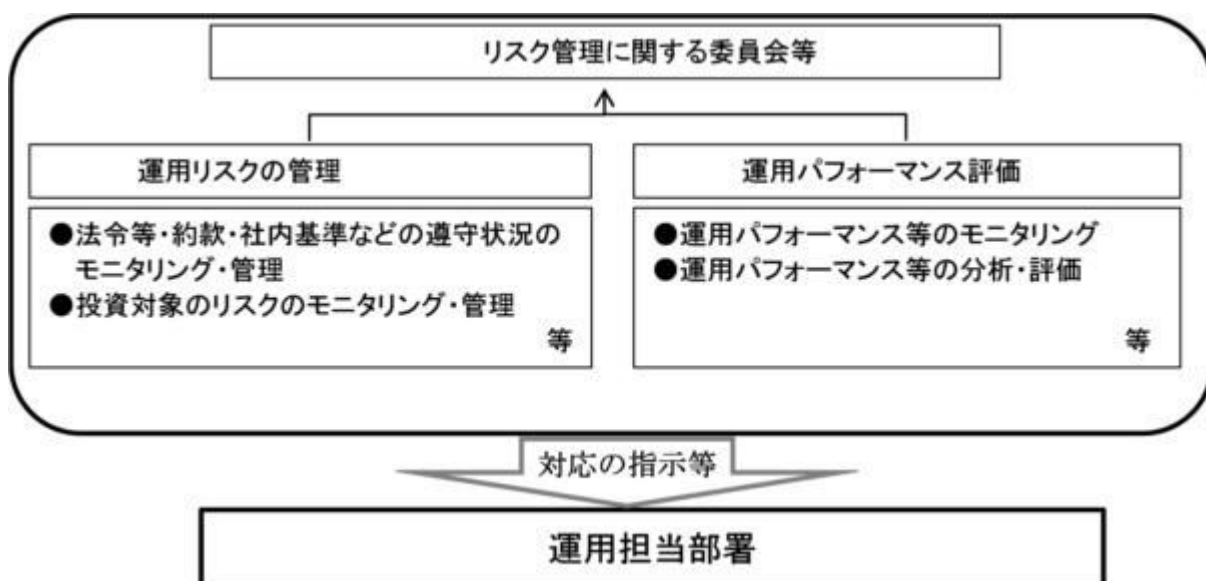 リスク管理に関する委員会等
運用リスクの管理
●法令等・約款・社内基準などの遵守状況の
モニタリング・管理
●投資対象のリスクのモニタリング・管理
等
運用パフォーマンス評価
●運用パフォーマンス等のモニタリング
●運用パフォーマンス等の分析・評価
等
対応の指示等
運用担当部署